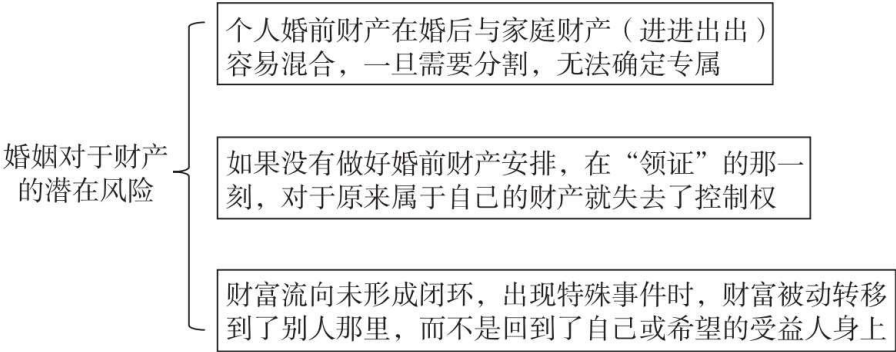 个人婚前财产在婚后与家庭财产（进进出出）
容易混合，一旦需要分割，无法确定专属
婚姻对于财产
的潜在风险
如果没有做好婚前财产安排，在“领证”的那一
刻，对于原来属于自己的财产就失去了控制权
财富流向未形成闭环，出现特殊事件时，财富被动转移
到了别人那里，而不是回到了自己或希望的受益人身上